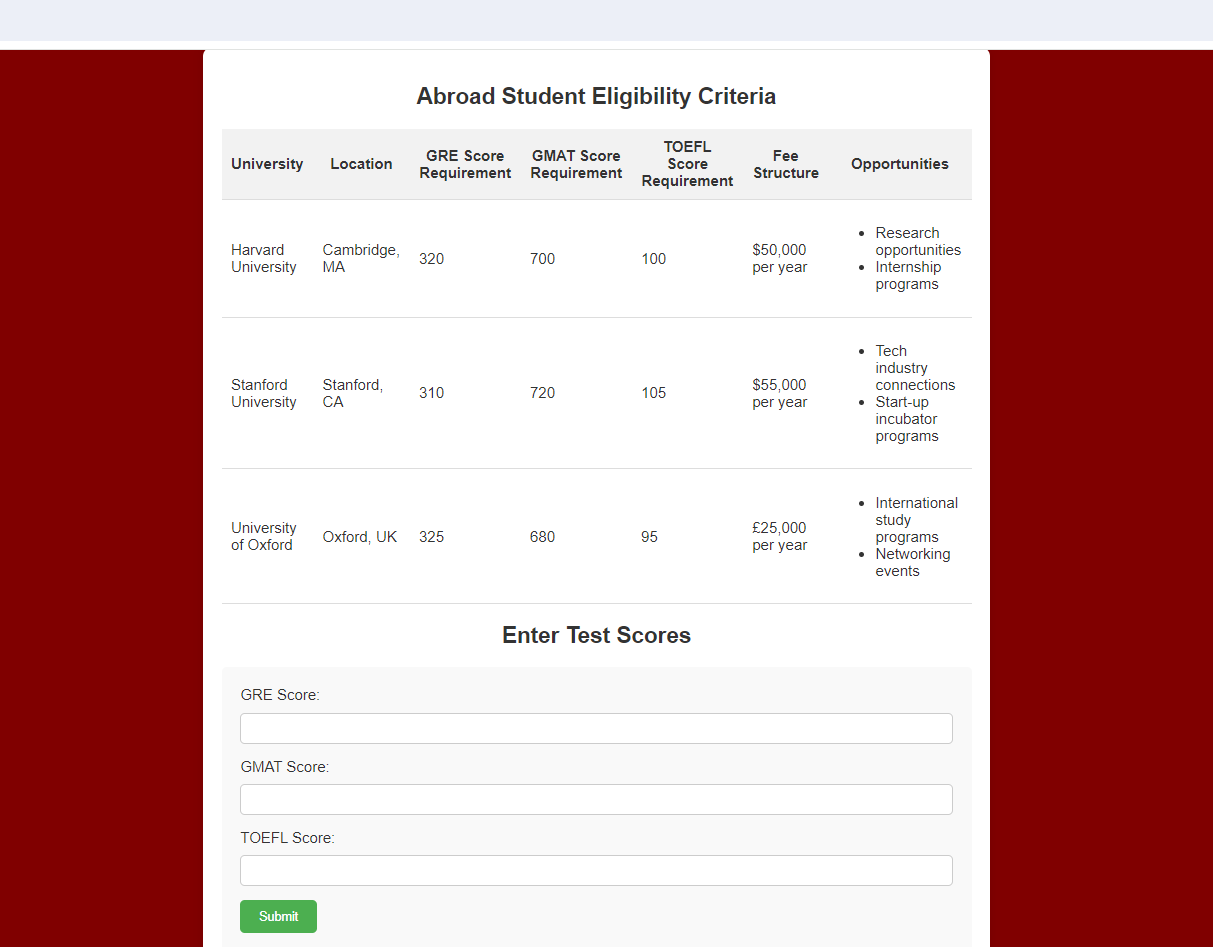 Abroad Student Eligibility Criteria
University
Location
GRE Score
Requirement
GMAT Score
Requirement
TOEFL
Score
Requirement
Fee
Structure
Opportunities
Harvard
University
Cambridge,
MA
320
700
100
$50,000
per year
Research
opportunities
Internship
programs
Stanford
University
Stanford,
CA
310
720
105
$55,000
per year
Tech
industry
connections
Start-up
incubator
programs
University
of Oxford
Oxford, UK
325
680
95
£25,000
per year
International
study
programs
Networking
events
Enter Test Scores
GRE Score:
GMAT Score:
TOEFL Score:
Submit